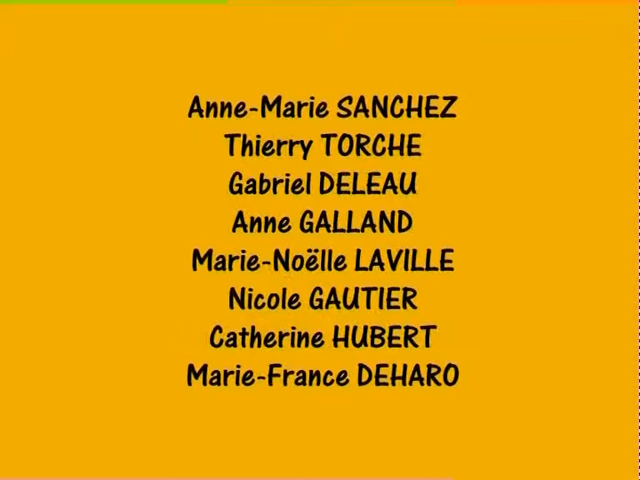 Anne-Marie SANCHEZ
Thierry TORCHE
Gabriel DELEAU
Anne GALLAND
Marie-Noëlle LAVILLE
Nicole GAUTIER
Catherine HUBERT
Marie-France DEHARO